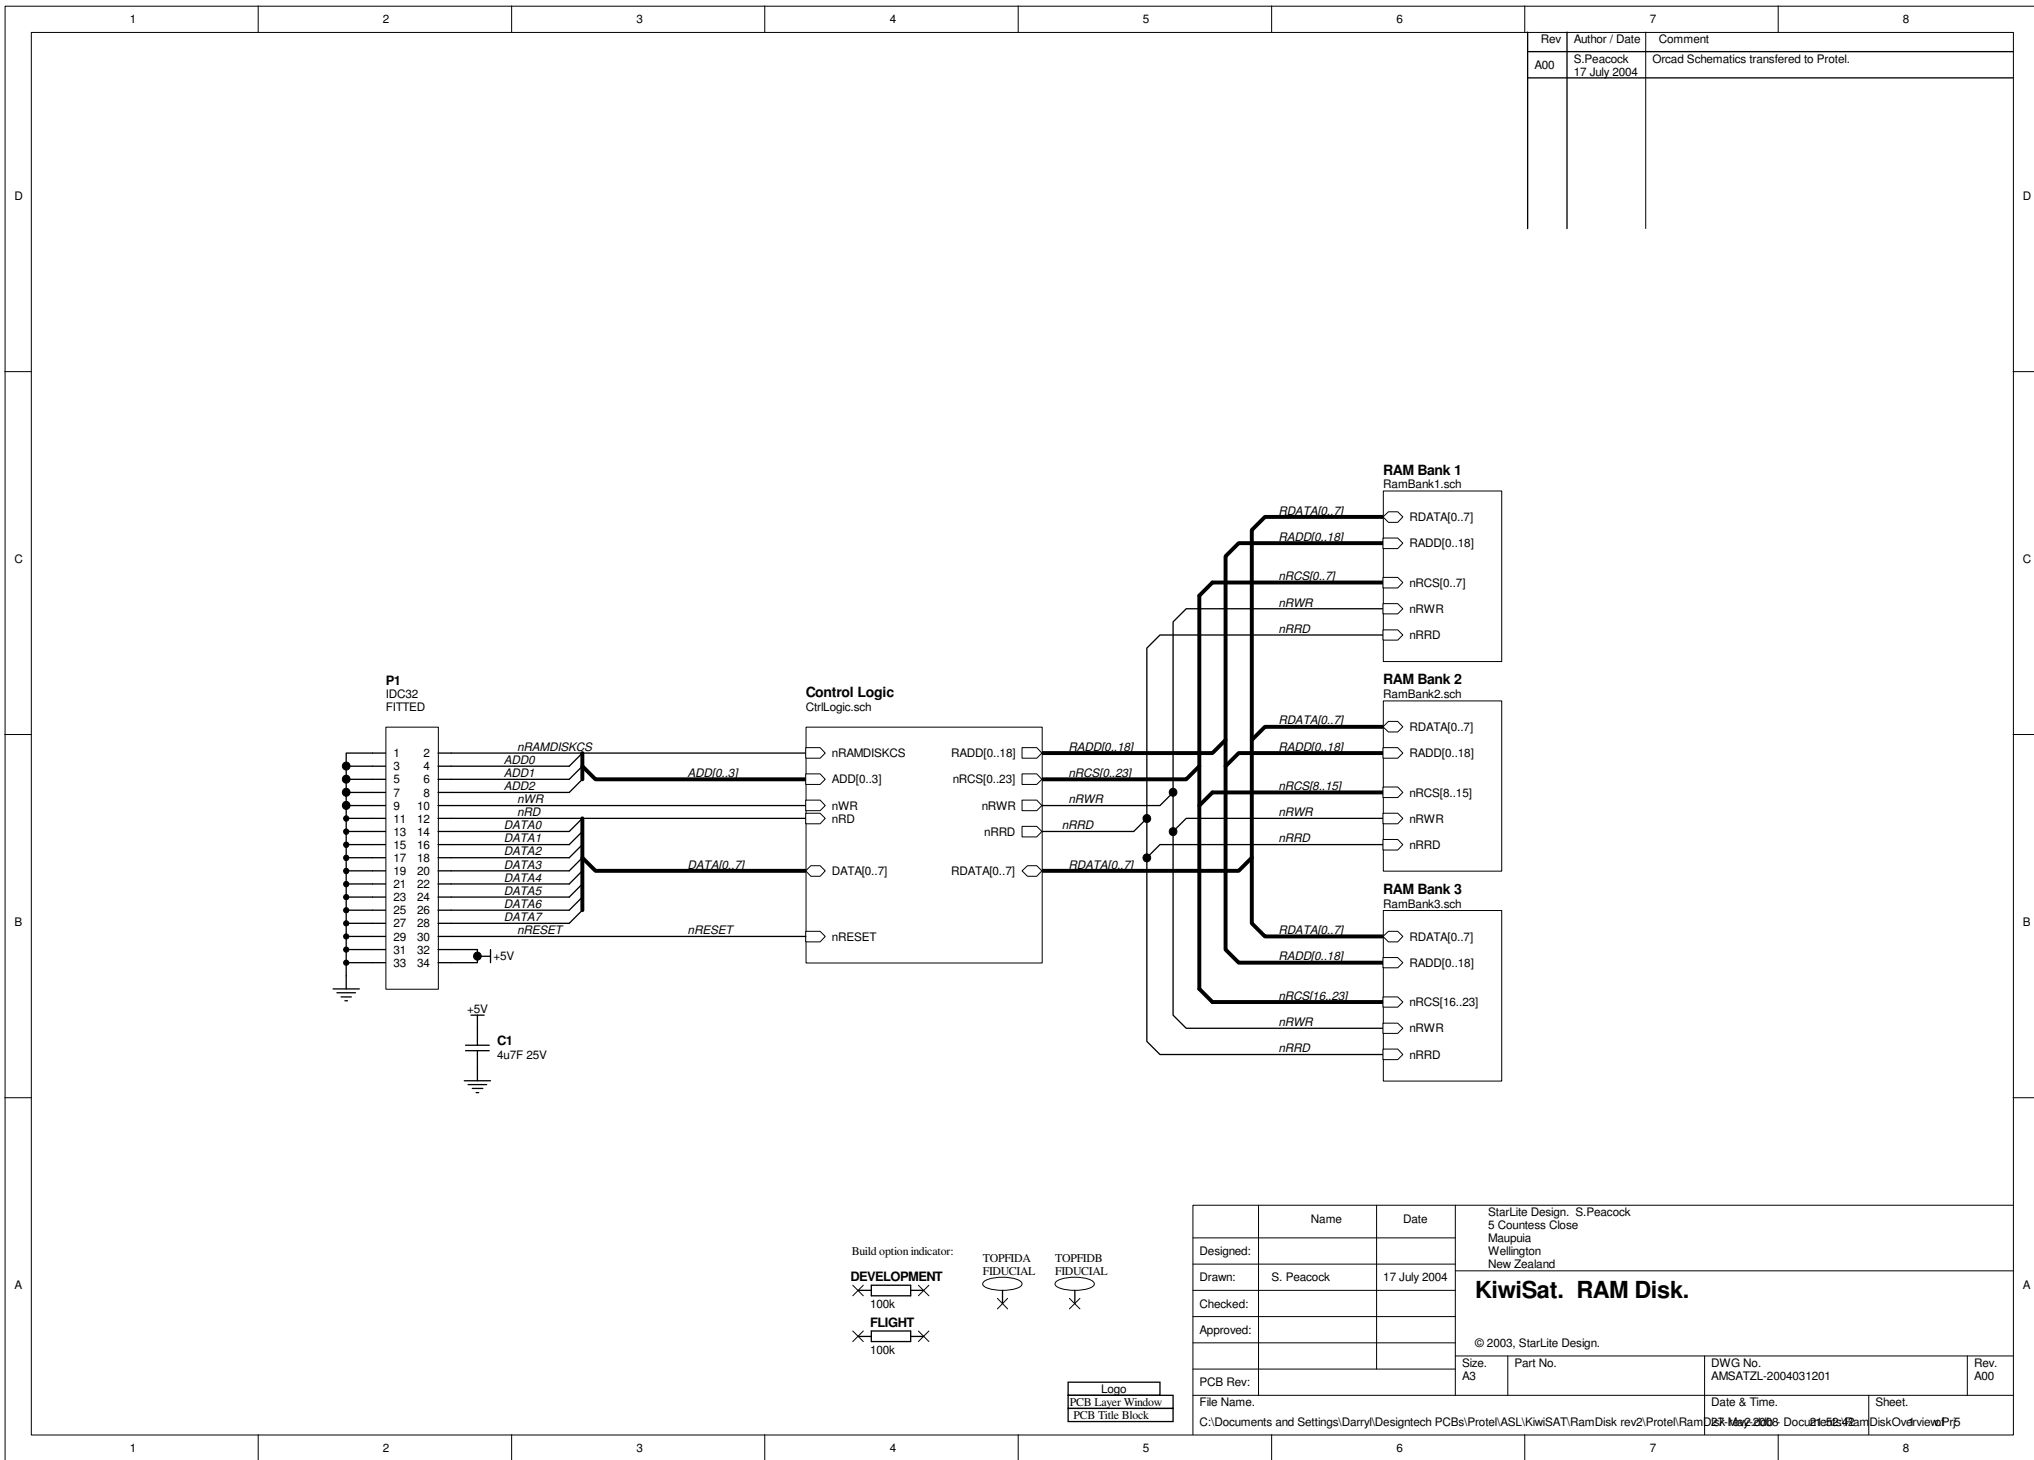 1 2 3 4 5 6 7 8
Rev Author / Date Comment
A00 S.Peacock 17 July 2004 Orcad Schematics transfered to Protel.
D D
C C
B B
A A
RAM Bank 1
RamBank1.sch
RDATA[0..7] RDATA[0..7]
RADD[0..18] RADD[0..18]
nRCS[0..7] nRCS[0..7]
nRWR nRWR
nRRD nRRD
RAM Bank 2
RamBank2.sch
RDATA[0..7] RDATA[0..7]
RADD[0..18] RADD[0..18]
nRCS[8..15] nRCS[8..15]
nRWR nRWR
nRRD nRRD
RAM Bank 3
RamBank3.sch
RDATA[0..7] RDATA[0..7]
RADD[0..18] RADD[0..18]
nRCS[16..23] nRCS[16..23]
nRWR nRWR
nRRD nRRD
P1
IDC32
FITTED
1 2 nRAMDISKCS
3 4 ADD0
5 6 ADD1
7 8 ADD2
9 10 nWR
11 12 nRD
13 14 DATA0
15 16 DATA1
17 18 DATA2
19 20 DATA3
21 22 DATA4
23 24 DATA5
25 26 DATA6
27 28 DATA7
29 30 nRESET nRESET
31 32
33 34
+5V
ADD[0..3]
DATA[0..7]
+5V
C1
4u7F 25V
Control Logic
CtrlLogic.sch
nRAMDISKCS RADD[0..18] RADD[0..18]
ADD[0..3] nRCS[0..23] nRCS[0..23]
nWR nRWR nRWR
nRD nRRD nRRD
DATA[0..7] RDATA[0..7] RDATA[0..7]
nRESET
Build option indicator:
DEVELOPMENT
100k
FLIGHT
100k
TOPFIDA
FIDUCIAL
TOPFIDB
FIDUCIAL
Logo
PCB Layer Window
PCB Title Block
Name Date
Designed:
Drawn: S. Peacock 17 July 2004
Checked:
Approved:
PCB Rev:
StarLite Design. S.Peacock
5 Countess Close
Maupuia
Wellington
New Zealand
KiwiSat. RAM Disk.
© 2003, StarLite Design.
Size. A3
Part No.
DWG No.
AMSATZL-2004031201
Rev.
A00
File Name.
C:\Documents and Settings\Darryl\Designtech PCBs\Protel\ASL\KiwiSAT\RamDisk rev2\Protel\Ram
Date & Time.
Sheet.
1 2 3 4 5 6 7 8